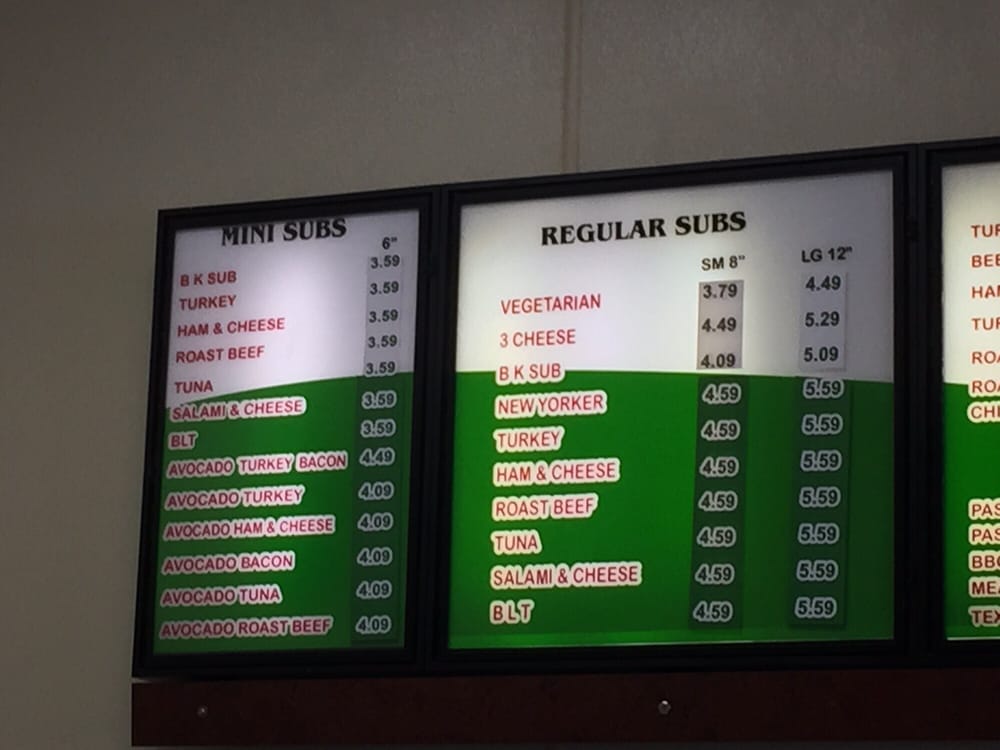 MINI SUBS
6"
B K SUB 3.59
TURKEY 3.59
HAM & CHEESE 3.59
ROAST BEEF 3.59
TUNA 3.59
SALAMI & CHEESE 3.59
BLT 3.59
AVOCADO TURKEY BACON 4.49
AVOCADO TURKEY 4.09
AVOCADO HAM & CHEESE 4.09
AVOCADO BACON 4.09
AVOCADO TUNA 4.09
AVOCADO ROAST BEEF 4.09
REGULAR SUBS
SM 8" LG 12"
VEGETARIAN 3.79 4.49
3 CHEESE 4.49 5.29
B K SUB 4.09 5.09
NEW YORKER 4.59 5.59
TURKEY 4.59 5.59
HAM & CHEESE 4.59 5.59
ROAST BEEF 4.59 5.59
TUNA 4.59 5.59
SALAMI & CHEESE 4.59 5.59
BLT 4.59 5.59